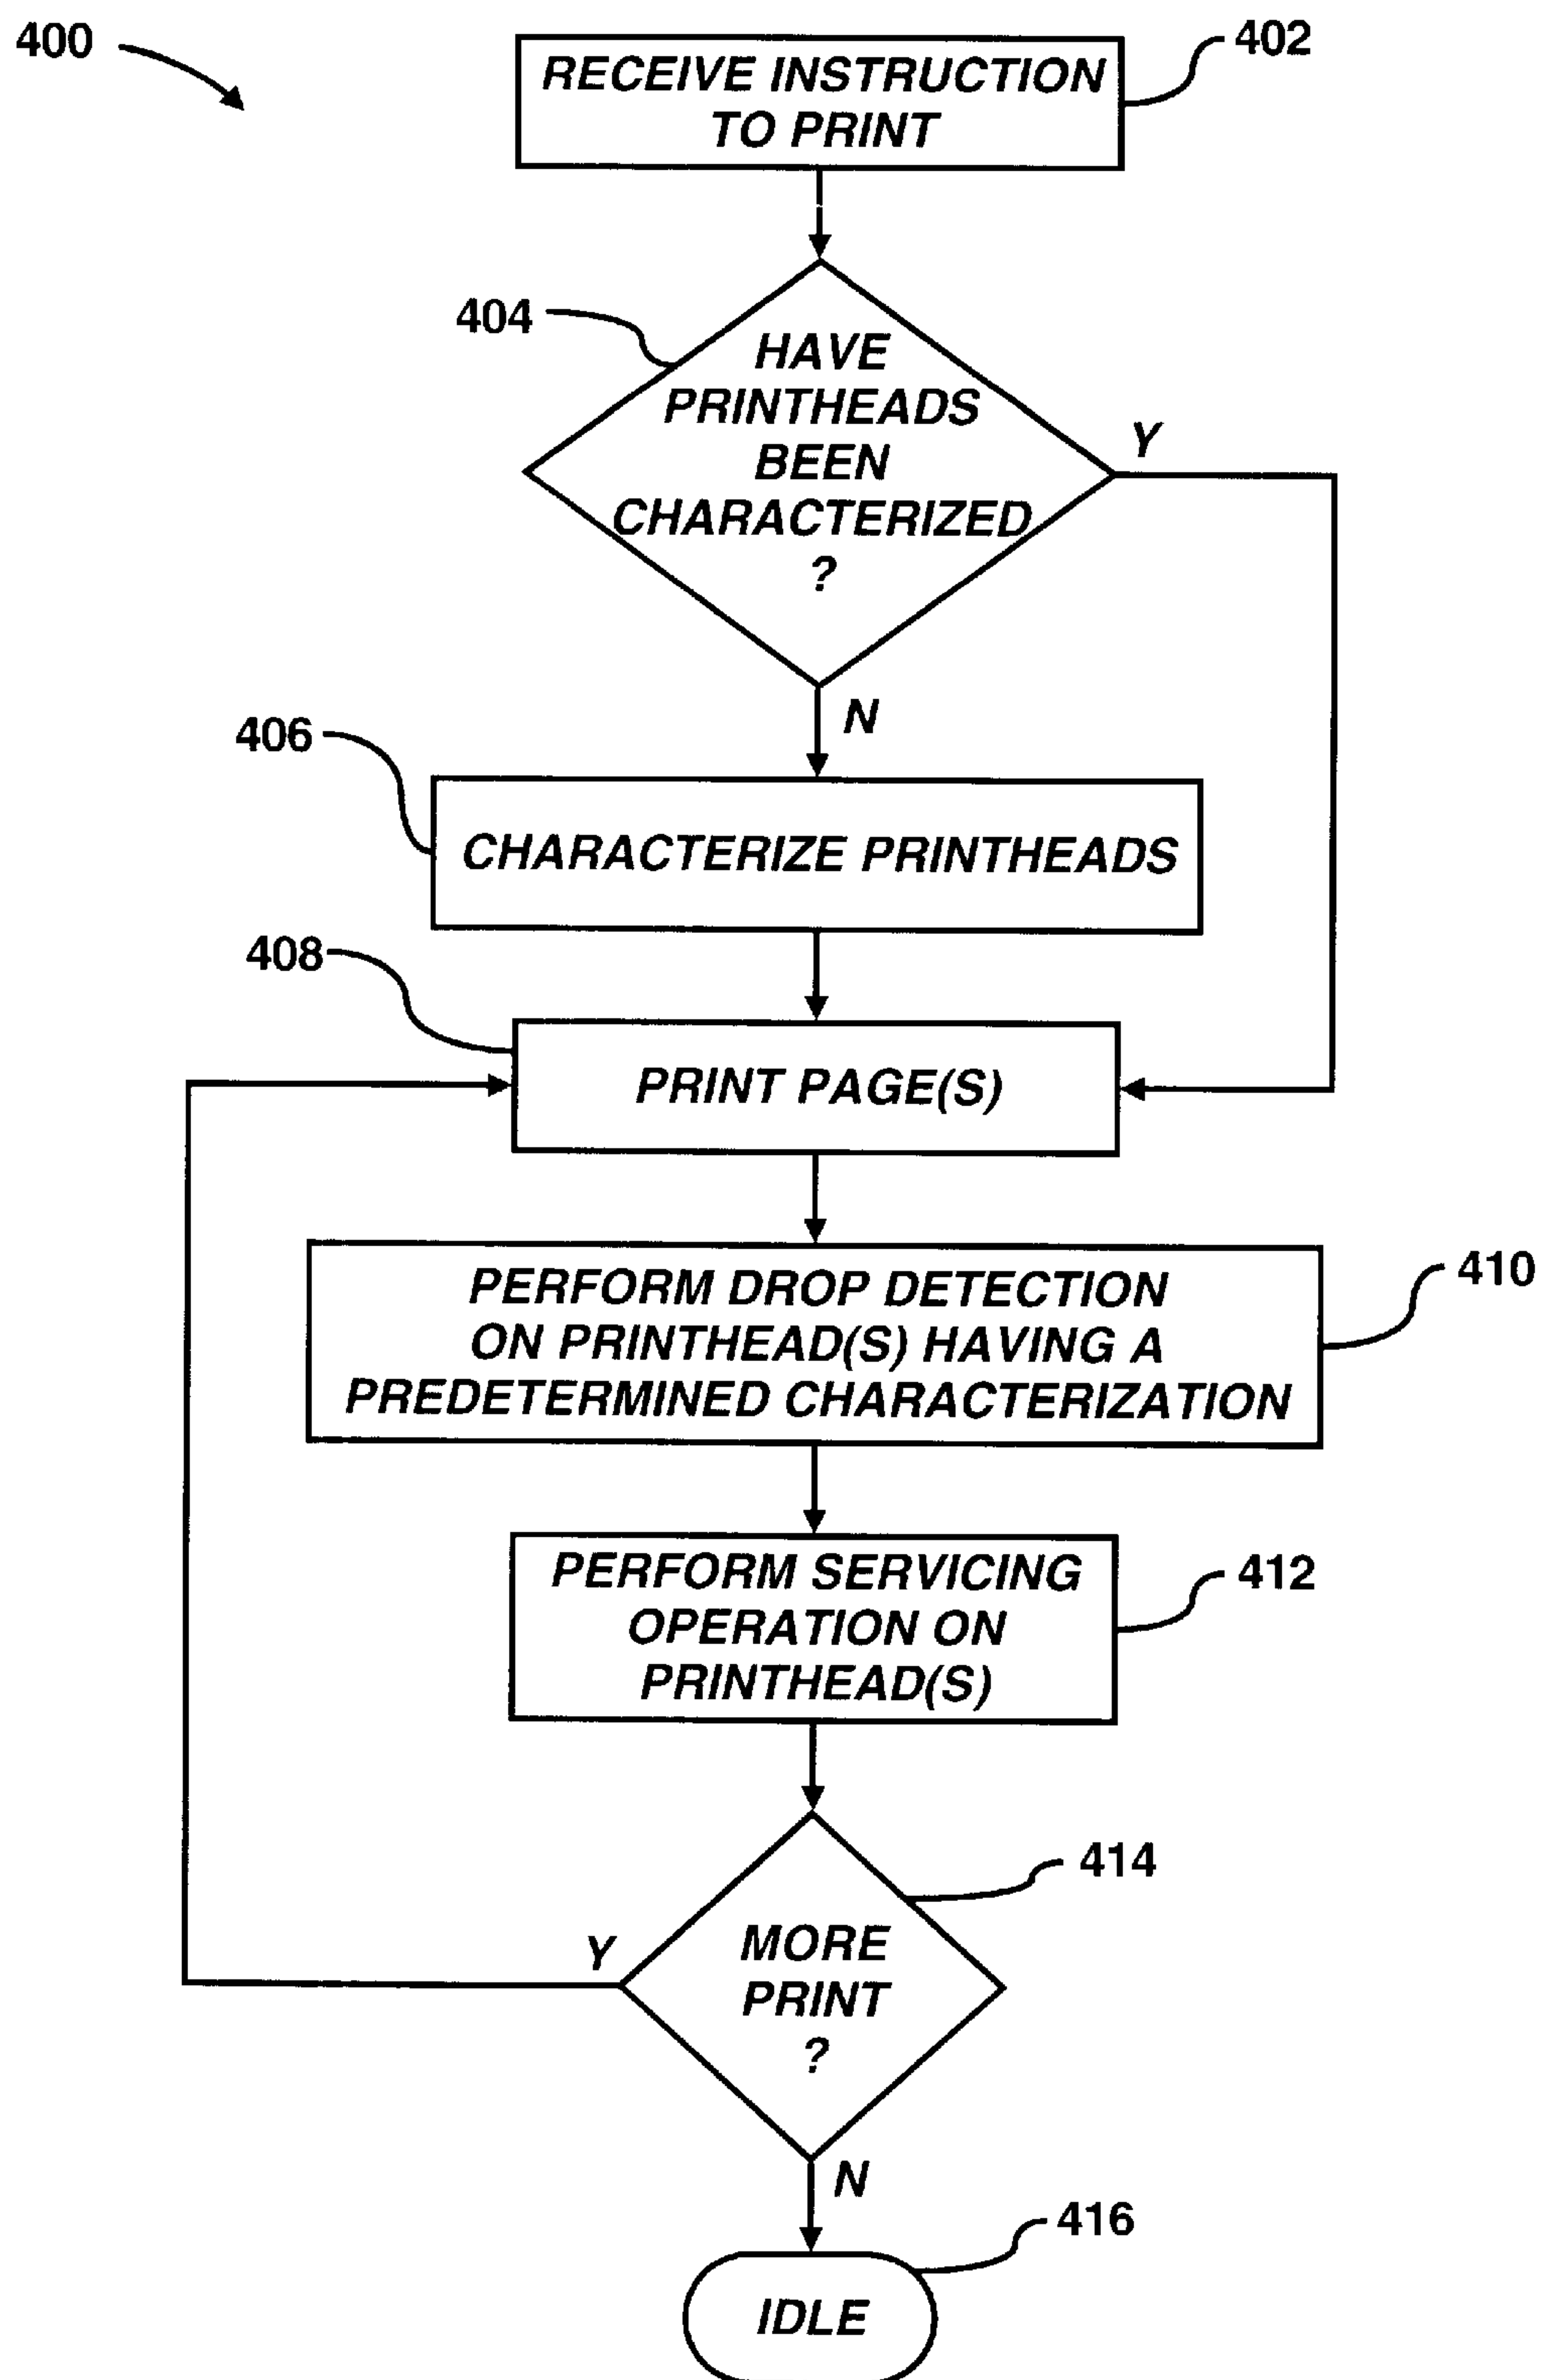 400
RECEIVE INSTRUCTION
TO PRINT
402
404
HAVE
PRINTHEADS
BEEN
CHARACTERIZED
?
Y
N
406
CHARACTERIZE PRINTHEADS
408
PRINT PAGE(S)
PERFORM DROP DETECTION
ON PRINTHEAD(S) HAVING A
PREDETERMINED CHARACTERIZATION
410
PERFORM SERVICING
OPERATION ON
PRINTHEAD(S)
412
414
MORE
PRINT
?
Y
N
416
IDLE